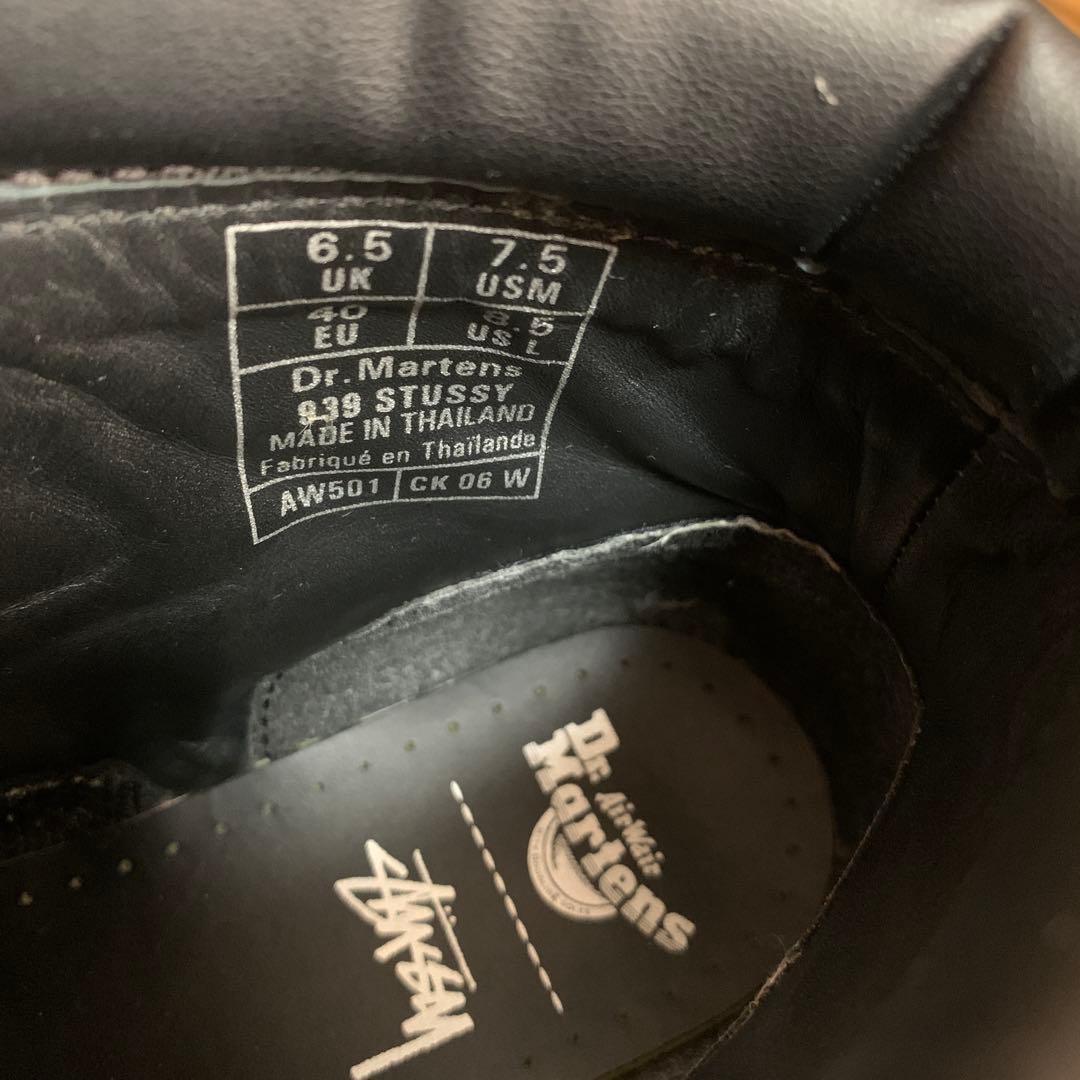 6.5 7.5
UK USM
40 8.5
EU US L
Dr. Martens
939 STUSSY
MADE IN THAILAND
Fabriqué en Thaïlande
AW501 CK 06 W
Dr.
Martens
Air Wair
Stüssy